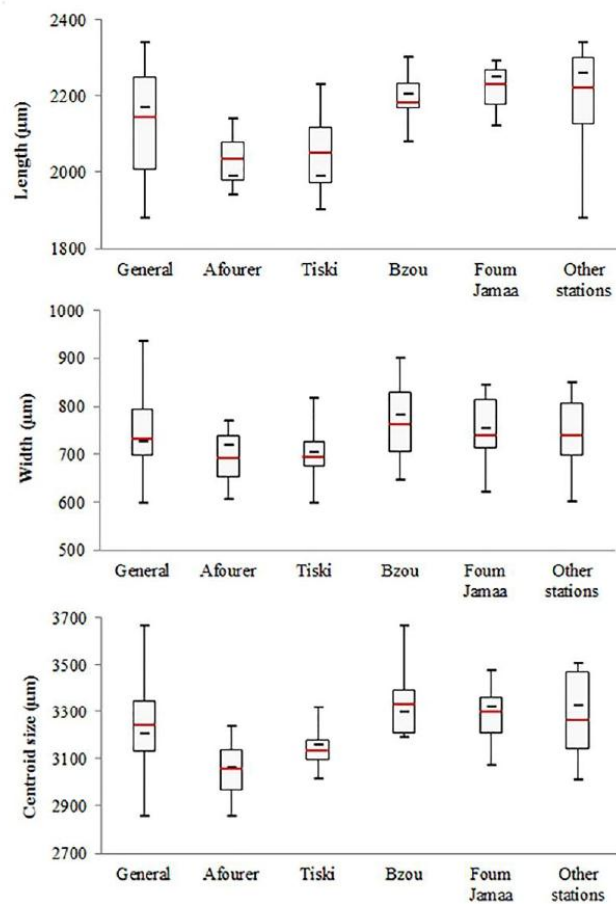 2400
2200
2000
1800
Length (µm)
General Afourer Tiski Bzou Foum Other
Jamaa stations
1000
900
800
700
600
500
Width (µm)
General Afourer Tiski Bzou Foum Other
Jamaa stations
3700
3500
3300
3100
2900
2700
Centroid size (µm)
General Afourer Tiski Bzou Foum Other
Jamaa stations